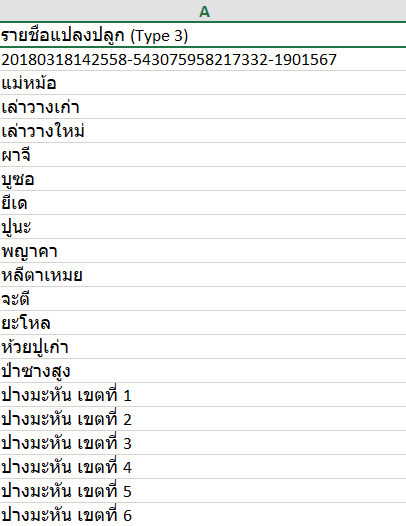 A
รายชื่อแปลงปลูก (Type 3)
20180318142558-543075958217332-1901567
แม่หม้อ
เล่าวางเก่า
เล่าวางใหม่
ผาจี
บูซอ
ยีเด
ปูนะ
พญาคา
หลีตาเหมย
จะตี
ยะโหล
ห้วยปูเก่า
ป่าซางสูง
ปางมะหัน เขตที่ 1
ปางมะหัน เขตที่ 2
ปางมะหัน เขตที่ 3
ปางมะหัน เขตที่ 4
ปางมะหัน เขตที่ 5
ปางมะหัน เขตที่ 6